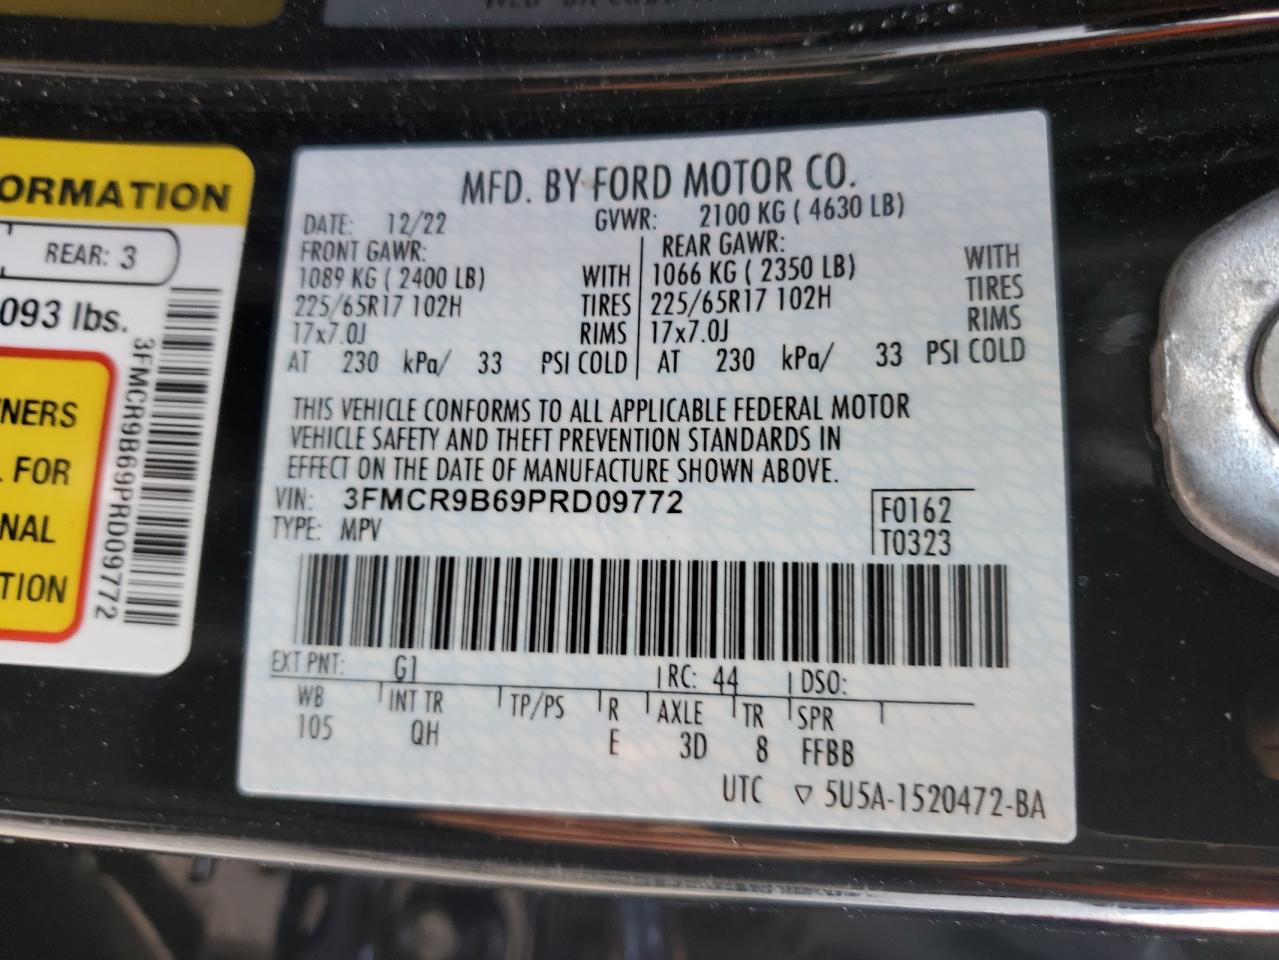 MFD. BY FORD MOTOR CO.
DATE: 12/22 GVWR: 2100 KG ( 4630 LB)
FRONT GAWR: REAR GAWR:
1089 KG ( 2400 LB) WITH 1066 KG ( 2350 LB) WITH
225/65R17 102H TIRES 225/65R17 102H TIRES
17x7.0J RIMS 17x7.0J RIMS
AT 230 kPa/ 33 PSI COLD AT 230 kPa/ 33 PSI COLD
THIS VEHICLE CONFORMS TO ALL APPLICABLE FEDERAL MOTOR
VEHICLE SAFETY AND THEFT PREVENTION STANDARDS IN
EFFECT ON THE DATE OF MANUFACTURE SHOWN ABOVE.
VIN: 3FMCR9B69PRD09772
TYPE: MPV
F0162
T0323
EXT PNT: G1 RC: 44 DSO:
WB INT TR TP/PS R AXLE TR SPR
105 QH E 3D 8 FFBB
UTC ▽ 5U5A-1520472-BA
ORMATION
REAR: 3
093 lbs.
3FMCR9B69PRD09772
NERS
FOR
NAL
TION